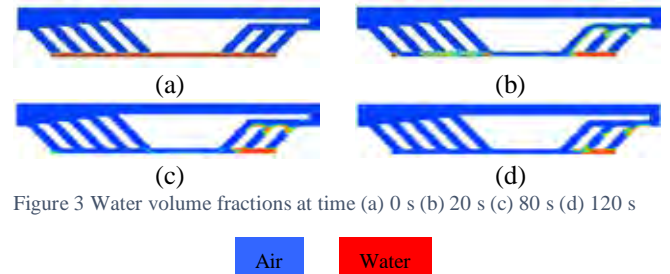 (a)
(b)
(c)
(d)
Figure 3 Water volume fractions at time (a) 0 s (b) 20 s (c) 80 s (d) 120 s
Air
Water